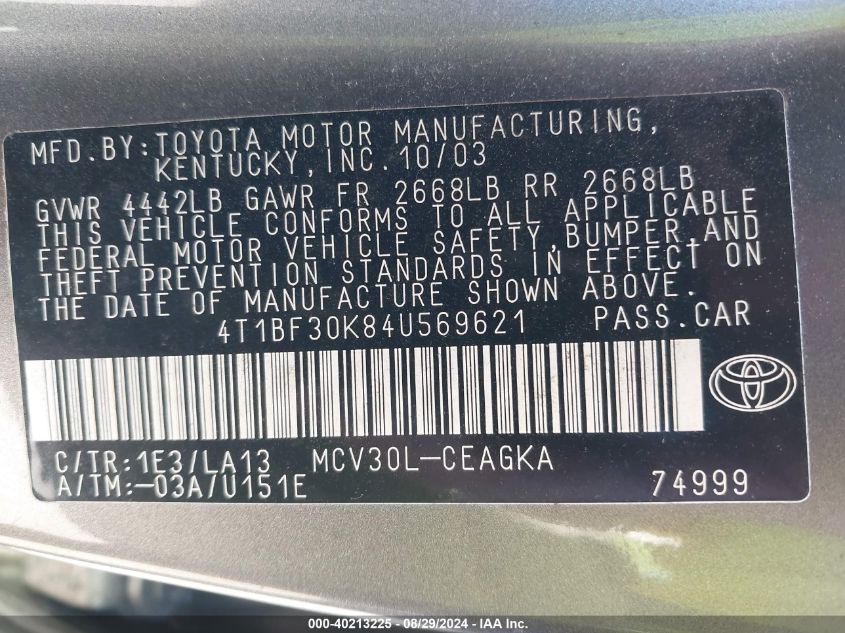 MFD.BY:TOYOTA MOTOR MANUFACTURING,
KENTUCKY,INC.10/03
GVWR 4442LB GAWR FR 2668LB RR 2668LB
THIS VEHICLE CONFORMS TO ALL APPLICABLE
FEDERAL MOTOR VEHICLE SAFETY,BUMPER,AND
THEFT PREVENTION STANDARDS IN EFFECT ON
THE DATE OF MANUFACTURE SHOWN ABOVE.
4T1BF30K84U569621 PASS.CAR
C/TR:1E3/LA13 MCV30L-CEAGKA
A/TM:-03A/U151E 74999
000-40213225 - 08/29/2024 - IAAI.com